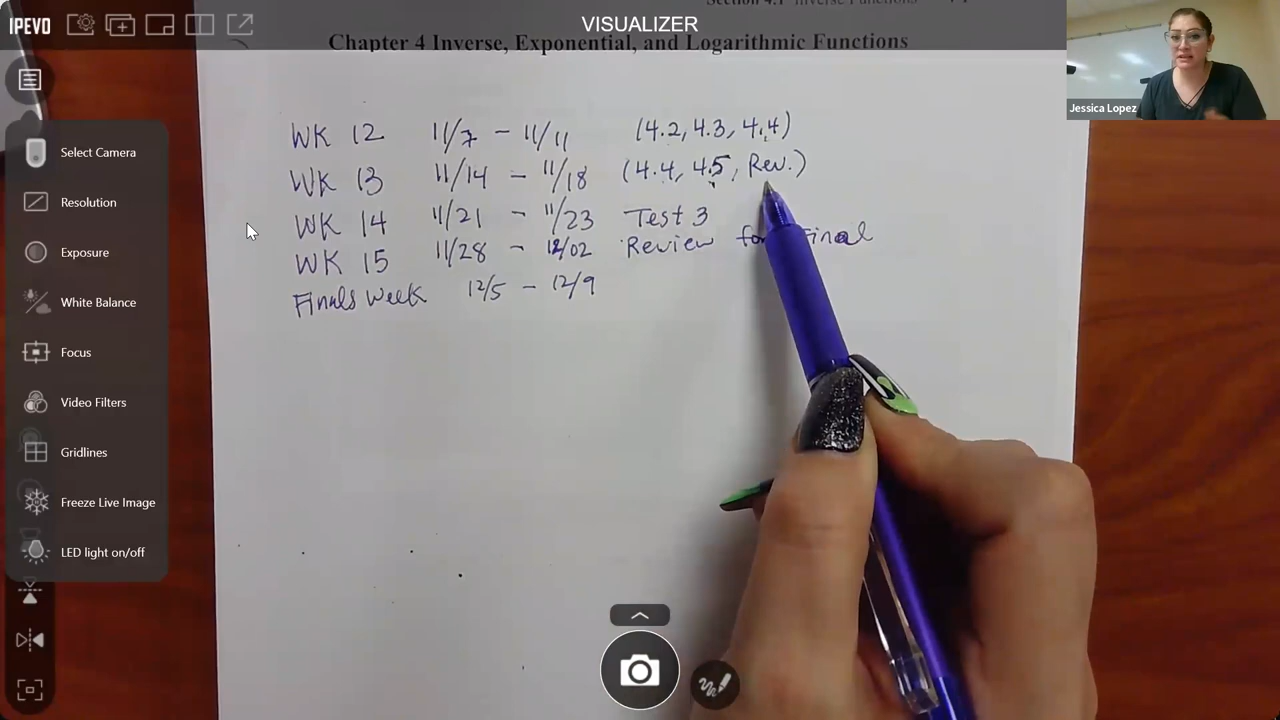 IPEVO
VISUALIZER
Chapter 4 Inverse, Exponential, and Logarithmic Functions
Jessica Lopez
WK 12 11/7 - 11/11 (4.2, 4.3, 4.4)
WK 13 11/14 - 11/18 (4.4, 4.5, Rev.)
WK 14 11/21 - 11/23 Test 3
WK 15 11/28 - 12/02 Review for Final
Finals Week 12/5 - 12/9
Select Camera
Resolution
Exposure
White Balance
Focus
Video Filters
Gridlines
Freeze Live Image
LED light on/off